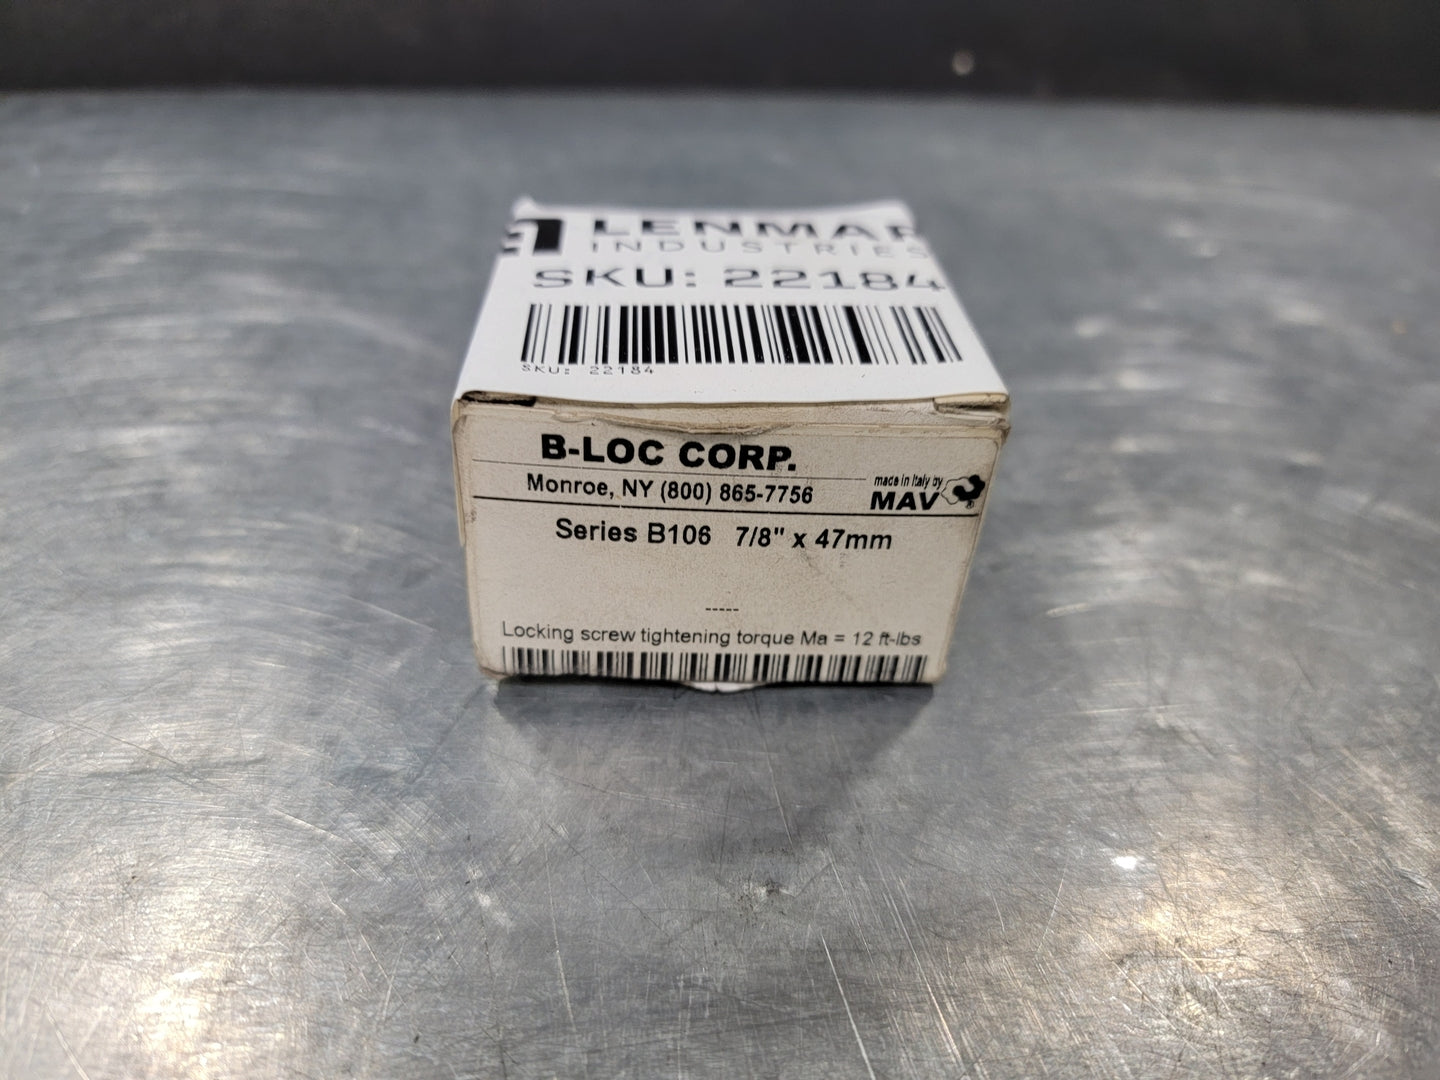 LENMAR
INDUSTRIES
SKU: 22184
SKU: 22184
B-LOC CORP.
Monroe, NY (800) 865-7756
made in Italy by
MAV®
Series B106 7/8" x 47mm
-----
Locking screw tightening torque Ma = 12 ft-lbs